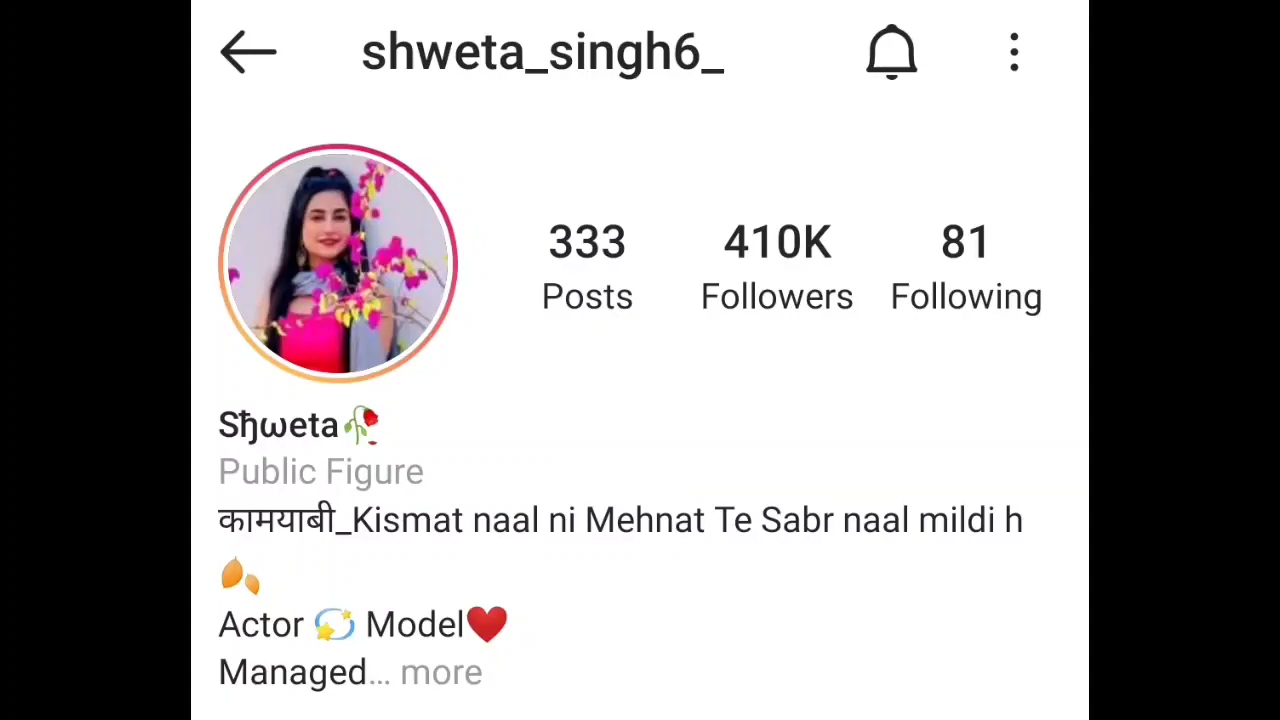 shweta_singh6_
333 410K 81
Posts Followers Following
Sђωeta🥀
Public Figure
कामयाबी_Kismat naal ni Mehnat Te Sabr naal mildi h
🍂
Actor 💫 Model❤️
Managed... more